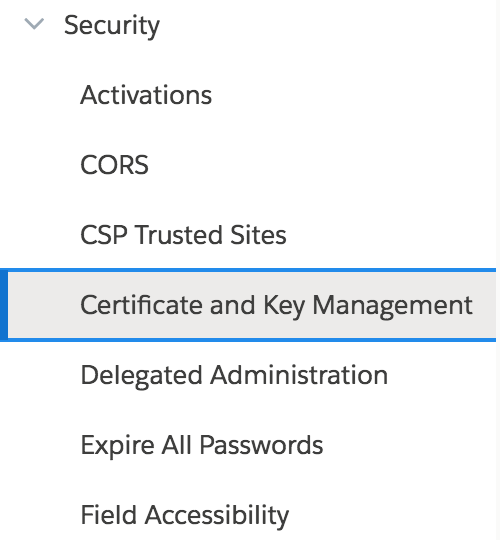 Security
Activations
CORS
CSP Trusted Sites
Certificate and Key Management
Delegated Administration
Expire All Passwords
Field Accessibility